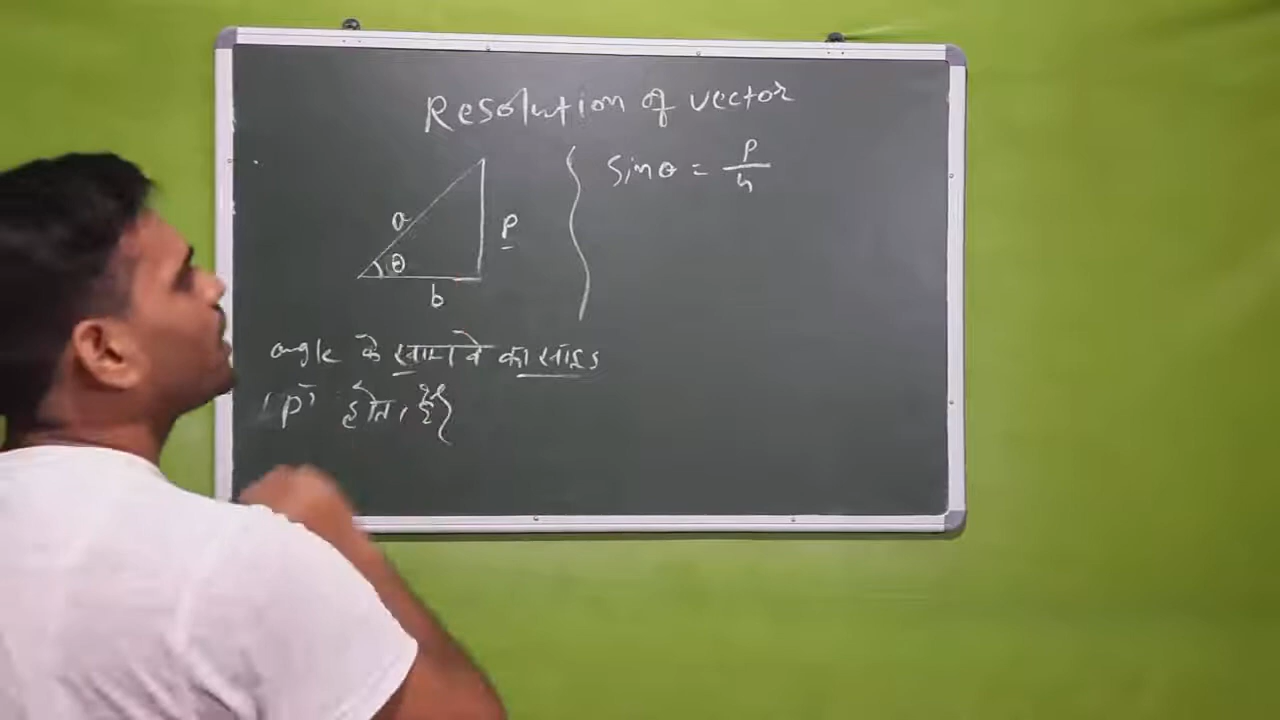 Resolution of vector
a
θ
P
b
sinθ = P/h
angle के सामने का साइड
'P' होता है